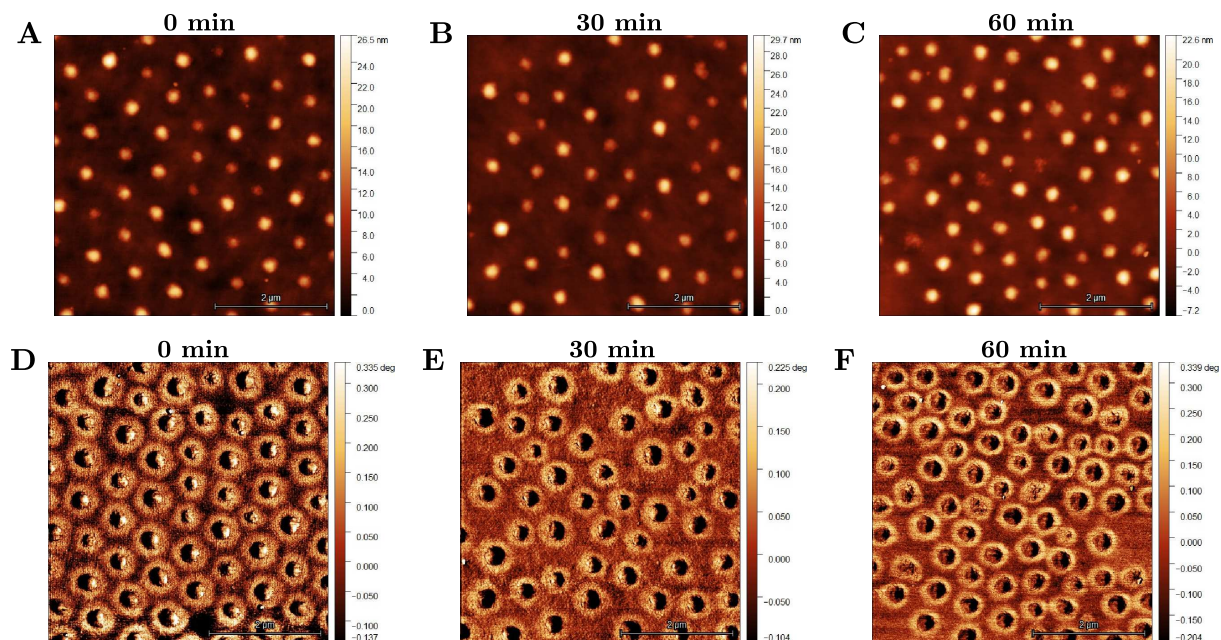 A
0 min
26.5 nm
24.0
22.0
20.0
18.0
16.0
14.0
12.0
10.0
8.0
6.0
4.0
0.0
2 µm
B
30 min
29.7 nm
28.0
26.0
24.0
22.0
20.0
18.0
16.0
14.0
12.0
10.0
8.0
6.0
4.0
0.0
2 µm
C
60 min
22.6 nm
20.0
18.0
16.0
14.0
12.0
10.0
8.0
6.0
4.0
2.0
0.0
−2.0
−4.0
−7.2
2 µm
D
0 min
0.335 deg
0.300
0.250
0.200
0.150
0.100
0.050
0.000
−0.050
−0.100
−0.137
2 µm
E
30 min
0.225 deg
0.200
0.150
0.100
0.050
0.000
−0.050
−0.104
2 µm
F
60 min
0.339 deg
0.300
0.250
0.200
0.150
0.100
0.050
0.000
−0.050
−0.100
−0.150
−0.204
2 µm